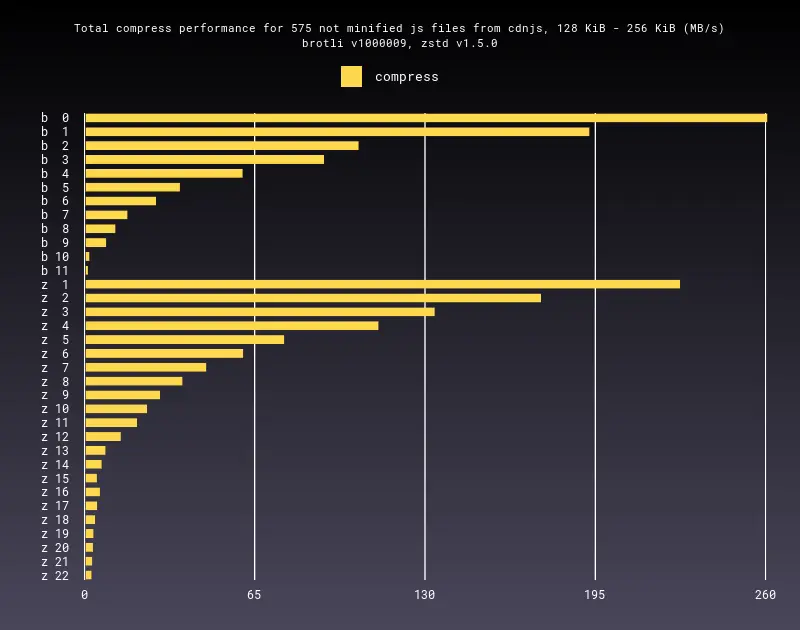 Total compress performance for 575 not minified js files from cdnjs, 128 KiB - 256 KiB (MB/s)
brotli v1000009, zstd v1.5.0
compress
b  0
b  1
b  2
b  3
b  4
b  5
b  6
b  7
b  8
b  9
b 10
b 11
z  1
z  2
z  3
z  4
z  5
z  6
z  7
z  8
z  9
z 10
z 11
z 12
z 13
z 14
z 15
z 16
z 17
z 18
z 19
z 20
z 21
z 22
0 65 130 195 260